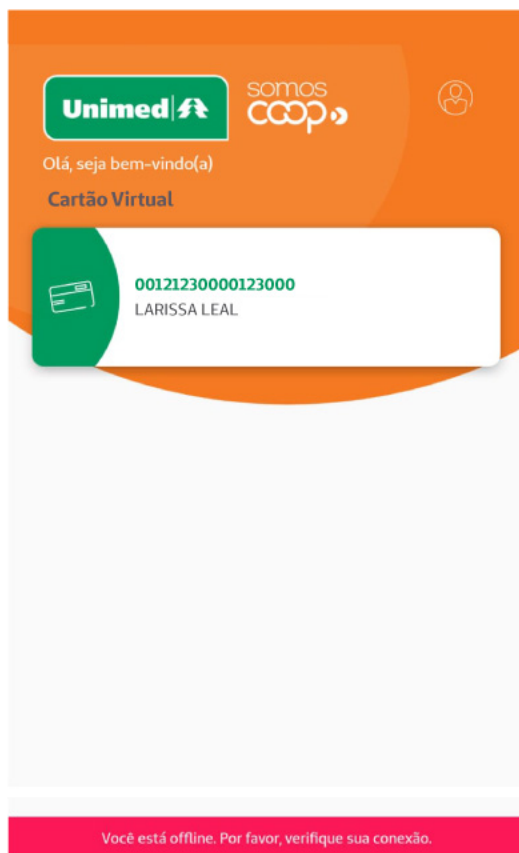 Unimed
somos
coop
Olá, seja bem-vindo(a)
Cartão Virtual
00121230000123000
LARISSA LEAL
Você está offline. Por favor, verifique sua conexão.